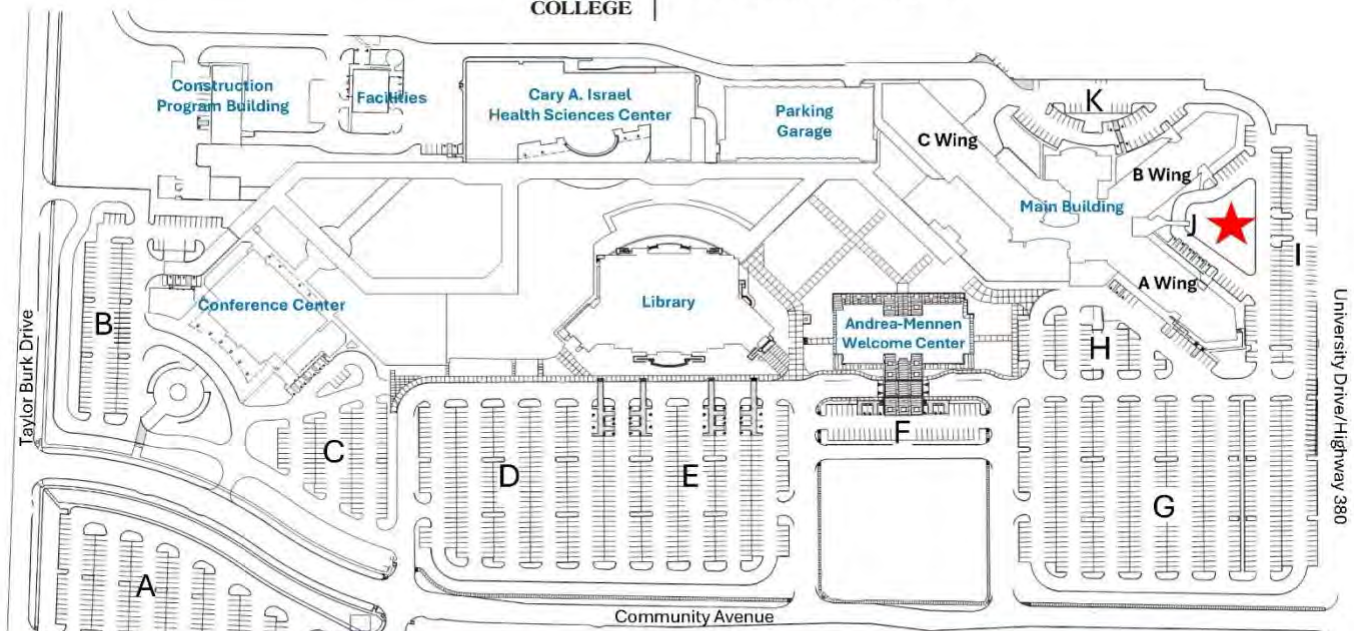 COLLEGE
Construction
Program Building
Facilities
Cary A. Israel
Health Sciences Center
Parking
Garage
C Wing
K
B Wing
Main Building
J
I
A Wing
Conference Center
Library
Andrea-Mennen
Welcome Center
B
H
Taylor Burk Drive
University Drive/Highway 380
C
F
D
E
G
A
Community Avenue